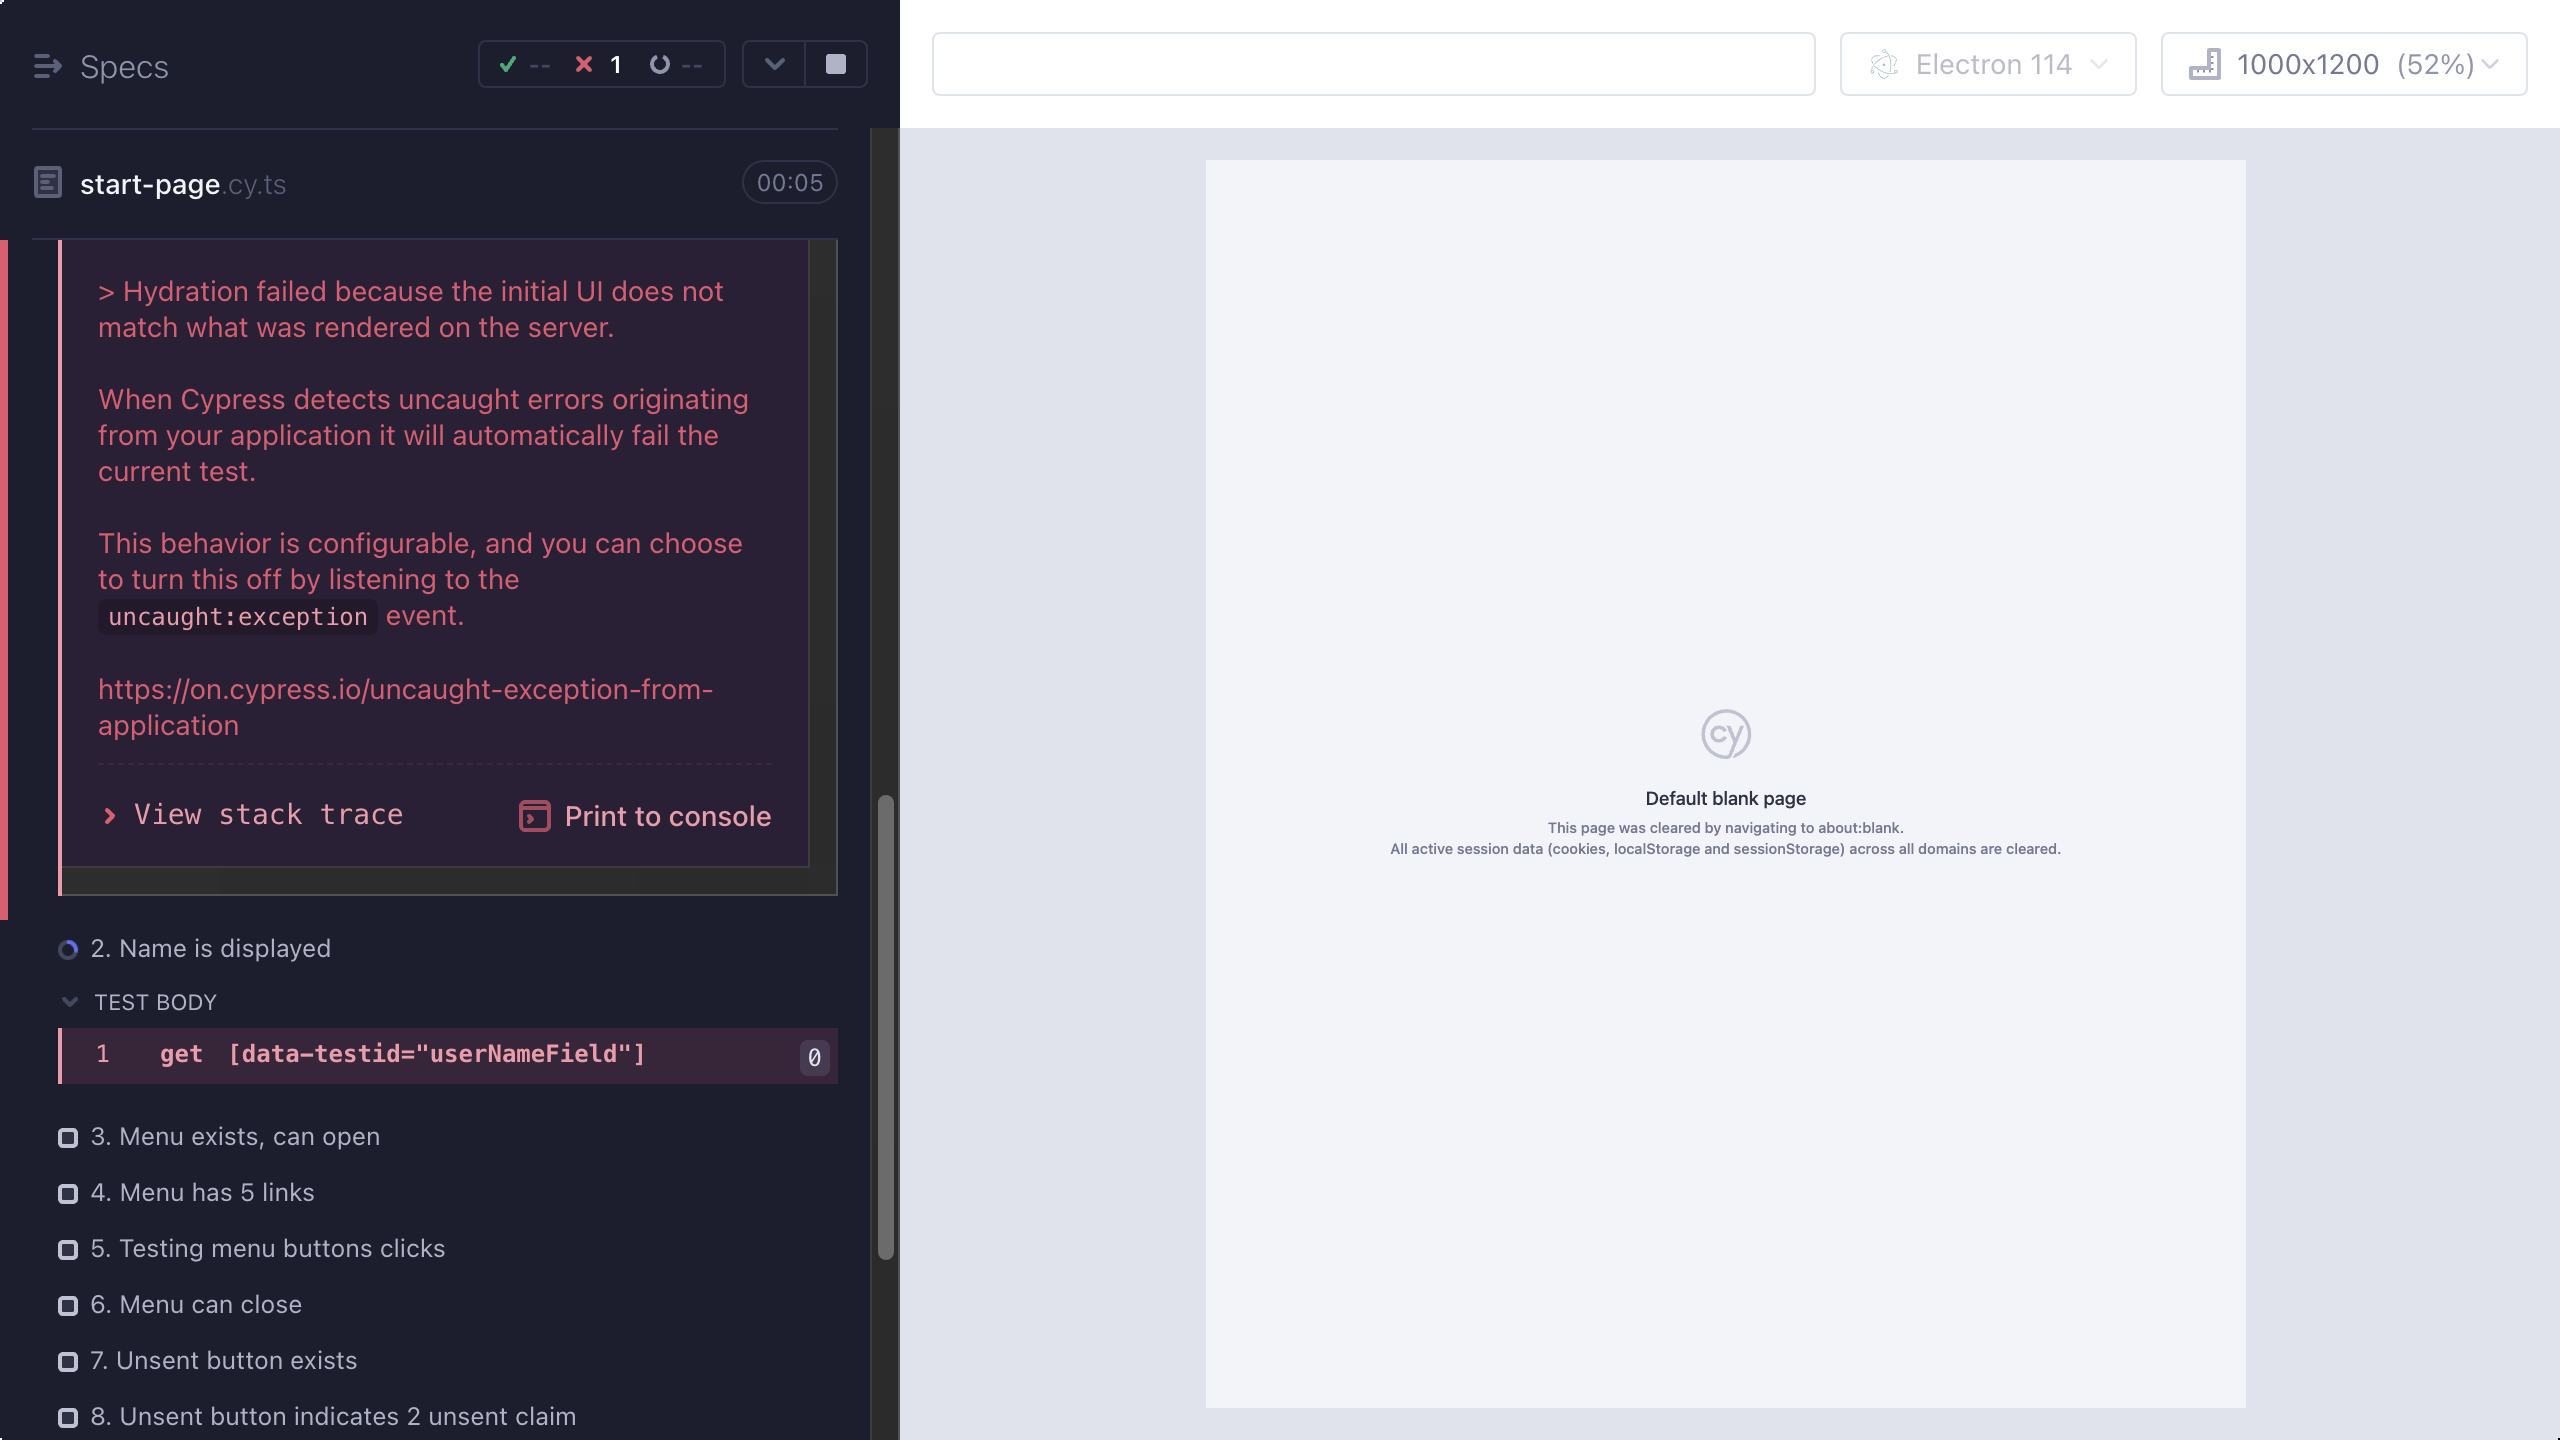 Specs
-- 1 --
Electron 114
1000x1200 (52%)
start-page.cy.ts
00:05
> Hydration failed because the initial UI does not
match what was rendered on the server.
When Cypress detects uncaught errors originating
from your application it will automatically fail the
current test.
This behavior is configurable, and you can choose
to turn this off by listening to the
uncaught:exception event.
https://on.cypress.io/uncaught-exception-from-
application
View stack trace
Print to console
2. Name is displayed
TEST BODY
1 get [data-testid="userNameField"] 0
3. Menu exists, can open
4. Menu has 5 links
5. Testing menu buttons clicks
6. Menu can close
7. Unsent button exists
8. Unsent button indicates 2 unsent claim
cy
Default blank page
This page was cleared by navigating to about:blank.
All active session data (cookies, localStorage and sessionStorage) across all domains are cleared.